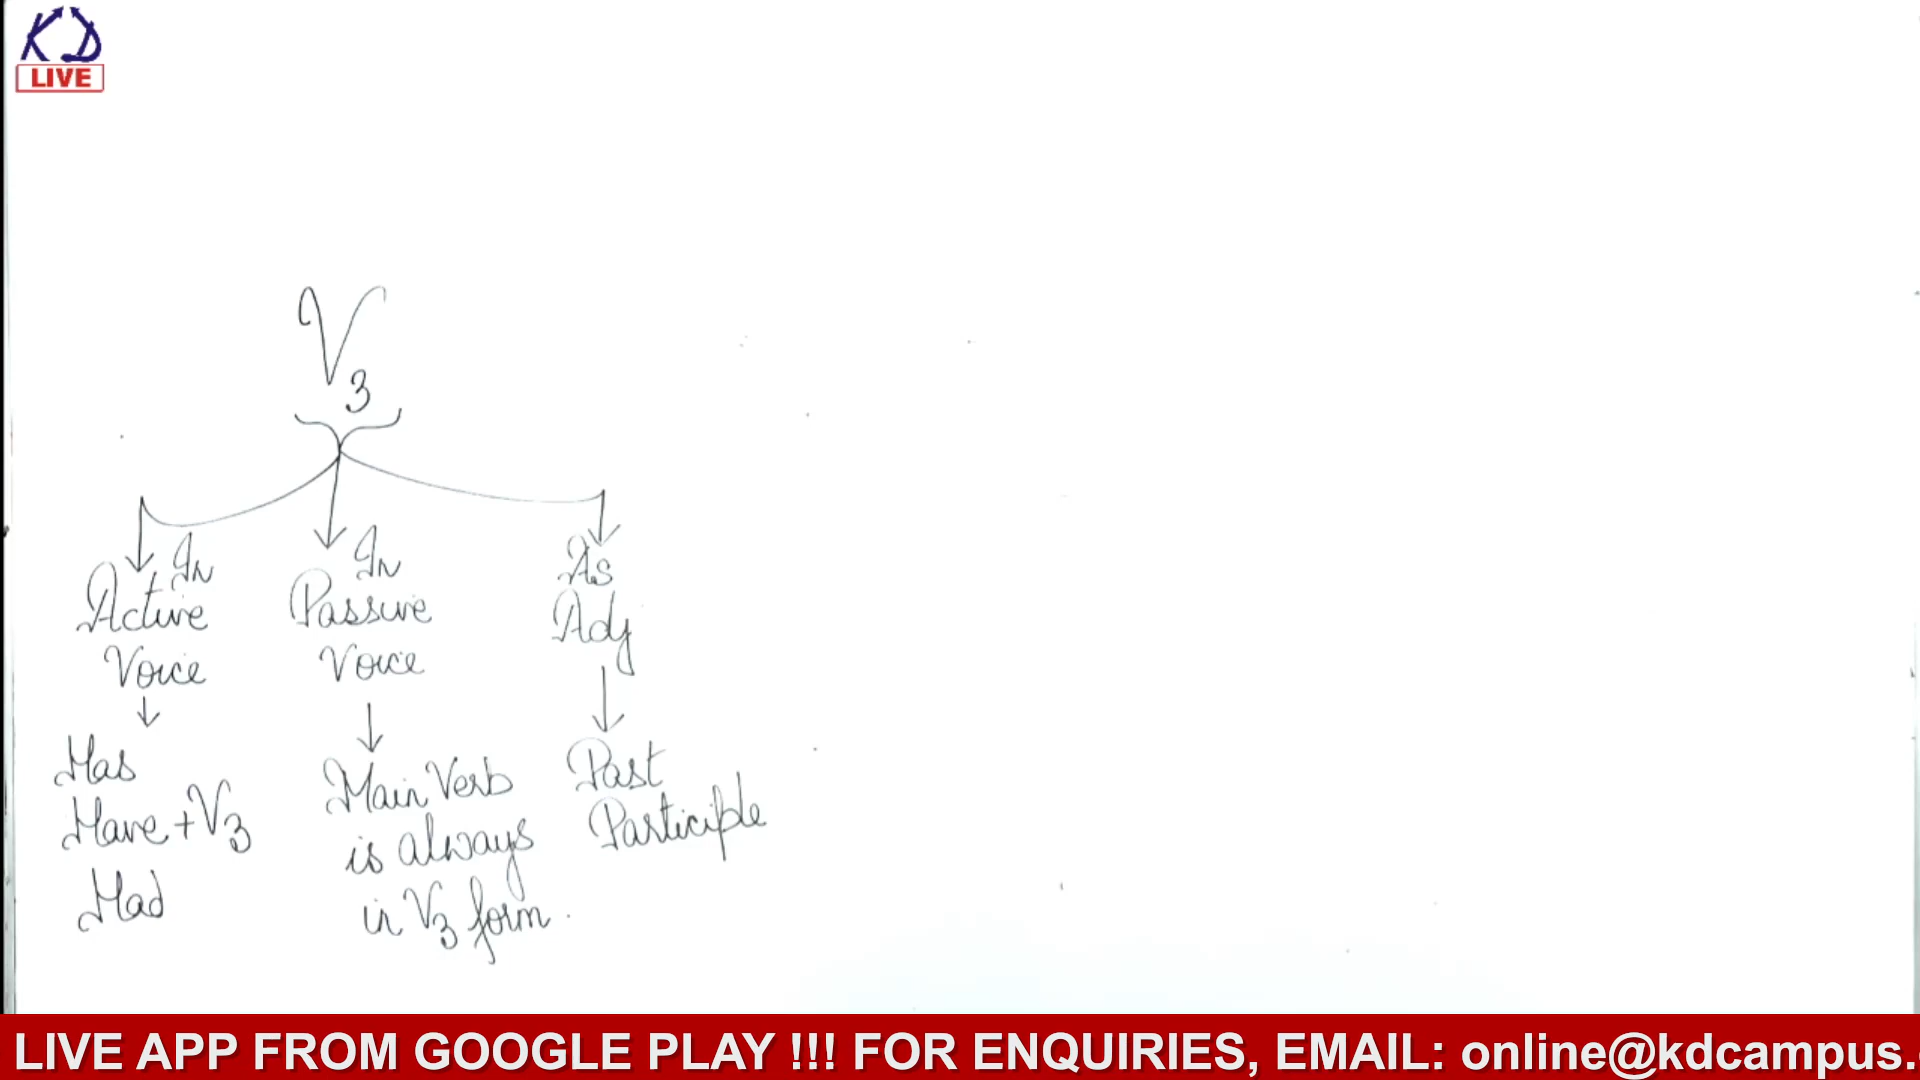 KD
LIVE
V3
In
Active
Voice
Has
Have + V3
Had
In
Passive
Voice
Main Verb
is always
in V3 form.
As
Adj
Past
Participle
LIVE APP FROM GOOGLE PLAY !!! FOR ENQUIRIES, EMAIL: online@kdcampus.